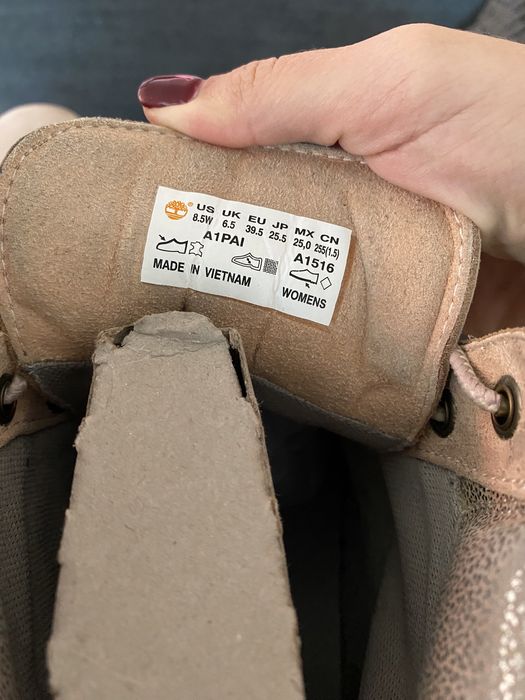 US UK EU JP MX CN
8.5W 6.5 39.5 25.5 25,0 255(1.5)
A1PAI A1516
MADE IN VIETNAM
WOMENS